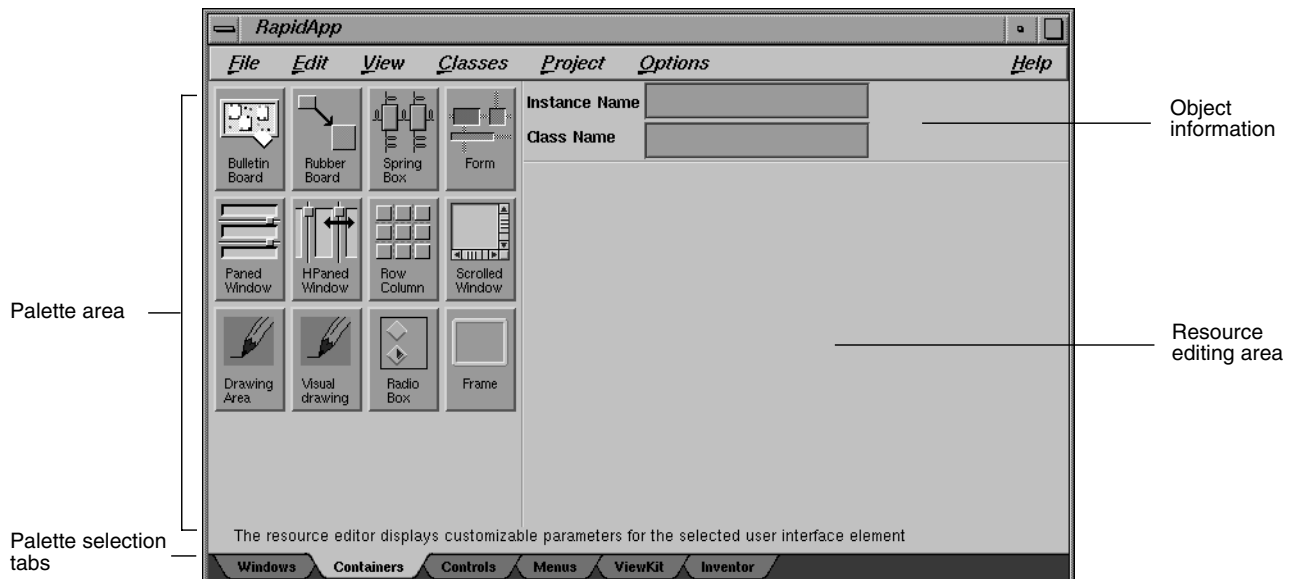 RapidApp
File Edit View Classes Project Options Help
Instance Name
Class Name
Object
information
Bulletin
Board
Rubber
Board
Spring
Box
Form
Paned
Window
HPaned
Window
Row
Column
Scrolled
Window
Palette area
Resource
editing area
Drawing
Area
Visual
drawing
Radio
Box
Frame
The resource editor displays customizable parameters for the selected user interface element
Palette selection
tabs
Windows Containers Controls Menus ViewKit Inventor